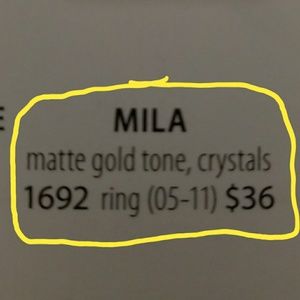 MILA
matte gold tone, crystals
1692 ring (05-11) $36